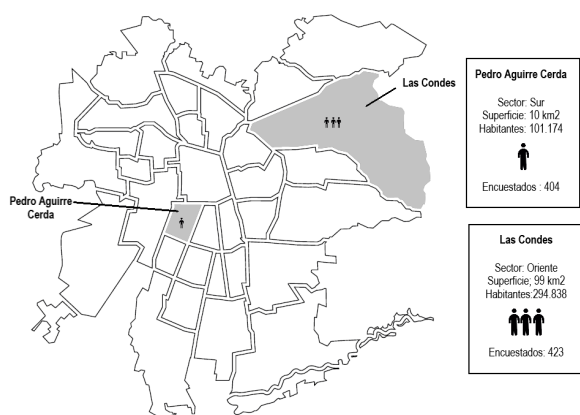 Las Condes
Pedro Aguirre
Cerda
Pedro Aguirre Cerda
Sector: Sur
Superficie: 10 km2
Habitantes: 101.174
Encuestados : 404
Las Condes
Sector: Oriente
Superficie; 99 km2
Habitantes:294.838
Encuestados: 423